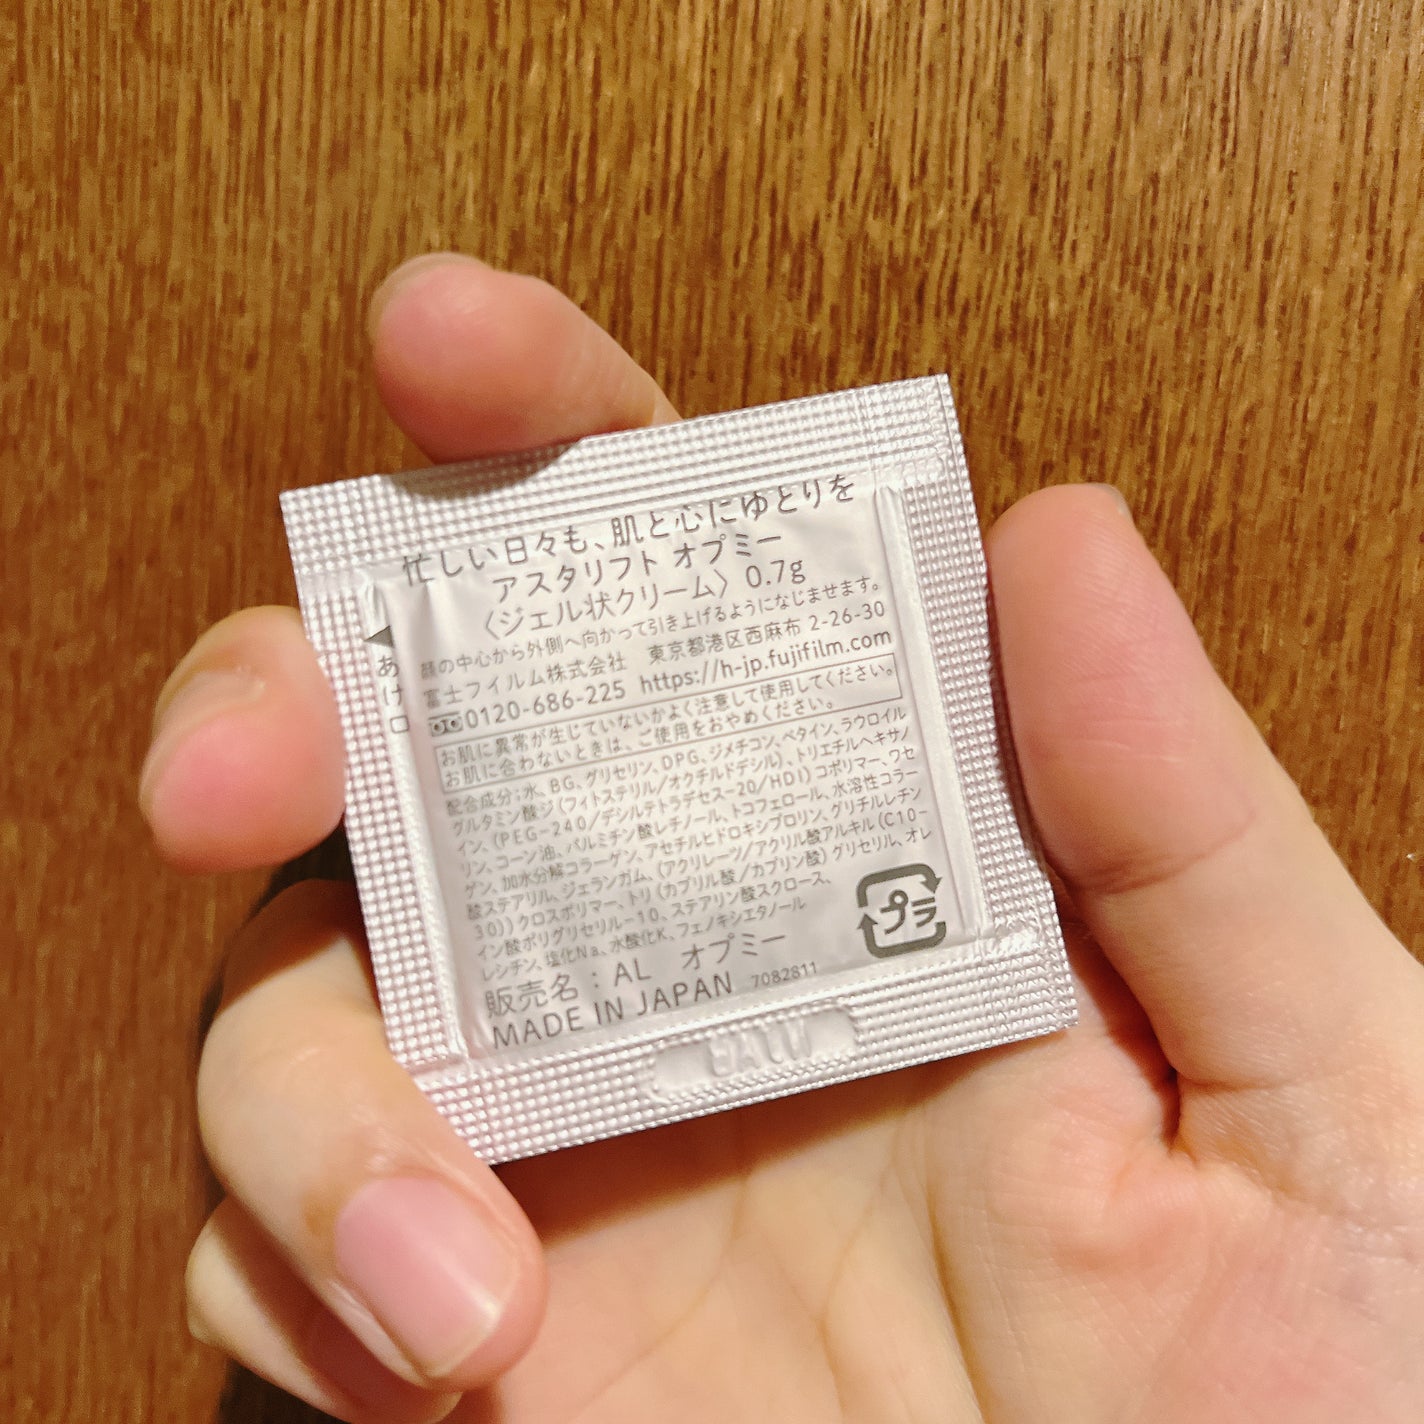 忙しい日々も、肌と心にゆとりを
アスタリフト オプミー
〈ジェル状クリーム〉 0.7g
顔の中心から外側へ向かって引き上げるようになじませます。
富士フイルム株式会社 東京都港区西麻布 2-26-30
0120-686-225 https://h-jp.fujifilm.com
お肌に異常が生じていないかよく注意して使用してください。
お肌に合わないときは、ご使用をおやめください。
配合成分：水、BG、グリセリン、DPG、ジメチコン、ベタイン、ラウロイル
グルタミン酸ジ(フィトステリル/オクチルドデシル)、トリエチルヘキサノ
イン、(PEG-240/デシルテトラデセス-20/HDI)コポリマー、ワセ
リン、コーン油、パルミチン酸レチノール、トコフェロール、水溶性コラー
ゲン、加水分解コラーゲン、アセチルヒドロキシプロリン、グリチルレチン
酸ステアリル、ジェランガム、(アクリレーツ/アクリル酸アルキル(C10-
30))クロスポリマー、トリ(カプリル酸/カプリン酸)グリセリル、オレ
イン酸ポリグリセリル-10、ステアリン酸スクロース、
レシチン、塩化Na、水酸化K、フェノキシエタノール
販売名：AL オプミー
MADE IN JAPAN 7082811
あけ口
プラ